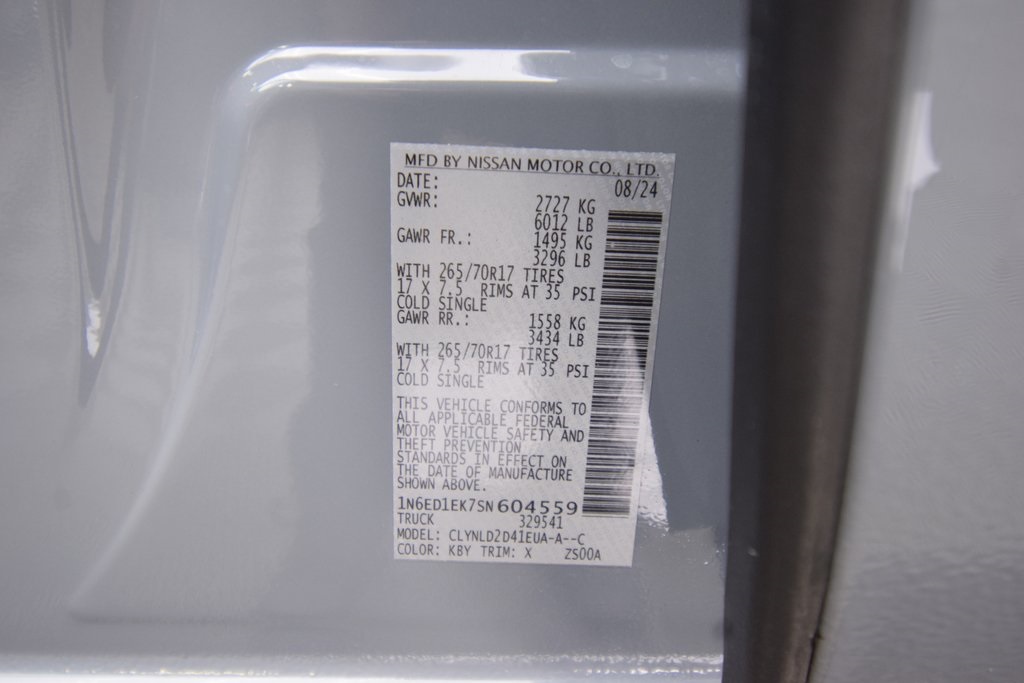 MFD BY NISSAN MOTOR CO., LTD.
DATE: 08/24
GVWR: 2727 KG
6012 LB
GAWR FR.: 1495 KG
3296 LB
WITH 265/70R17 TIRES
17 X 7.5 RIMS AT 35 PSI
COLD SINGLE
GAWR RR.: 1558 KG
3434 LB
WITH 265/70R17 TIRES
17 X 7.5 RIMS AT 35 PSI
COLD SINGLE
THIS VEHICLE CONFORMS TO
ALL APPLICABLE FEDERAL
MOTOR VEHICLE SAFETY AND
THEFT PREVENTION
STANDARDS IN EFFECT ON
THE DATE OF MANUFACTURE
SHOWN ABOVE.
1N6ED1EK7SN604559
TRUCK 329541
MODEL: CLYNLD2D41EUA-A--C
COLOR: KBY TRIM: X ZS00A